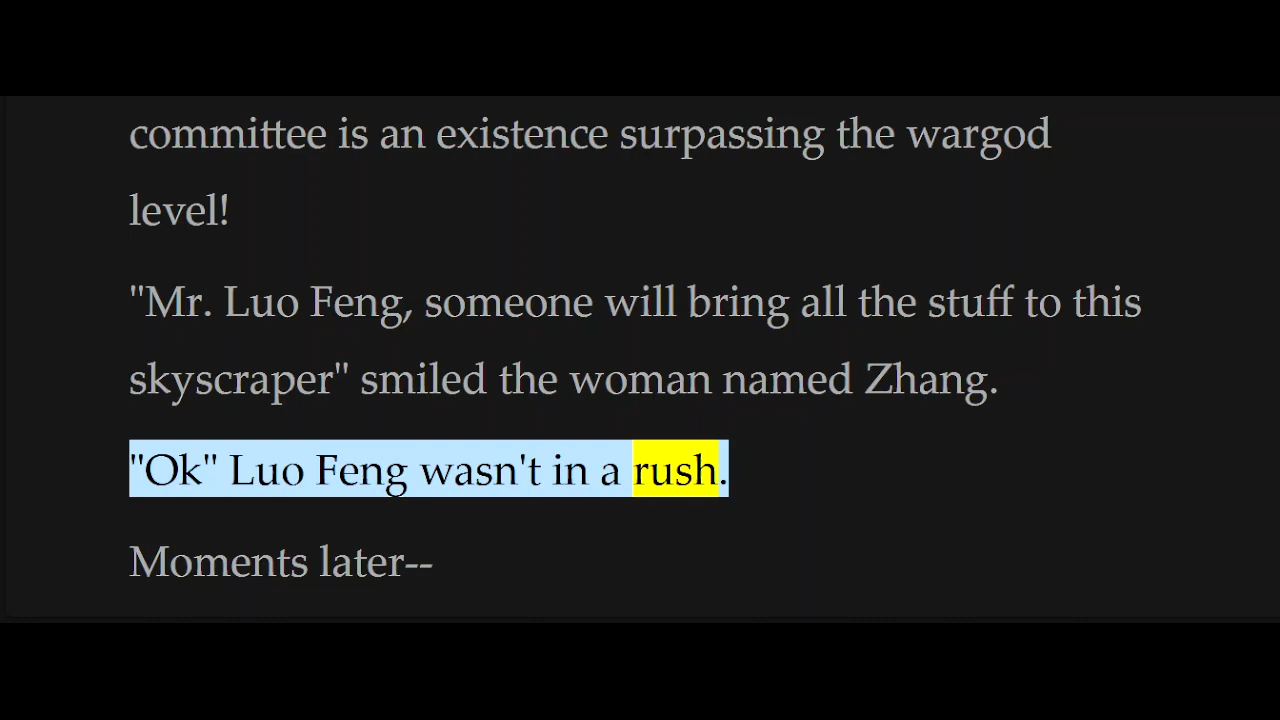 committee is an existence surpassing the wargod
level!
"Mr. Luo Feng, someone will bring all the stuff to this
skyscraper" smiled the woman named Zhang.
"Ok" Luo Feng wasn't in a rush.
Moments later--